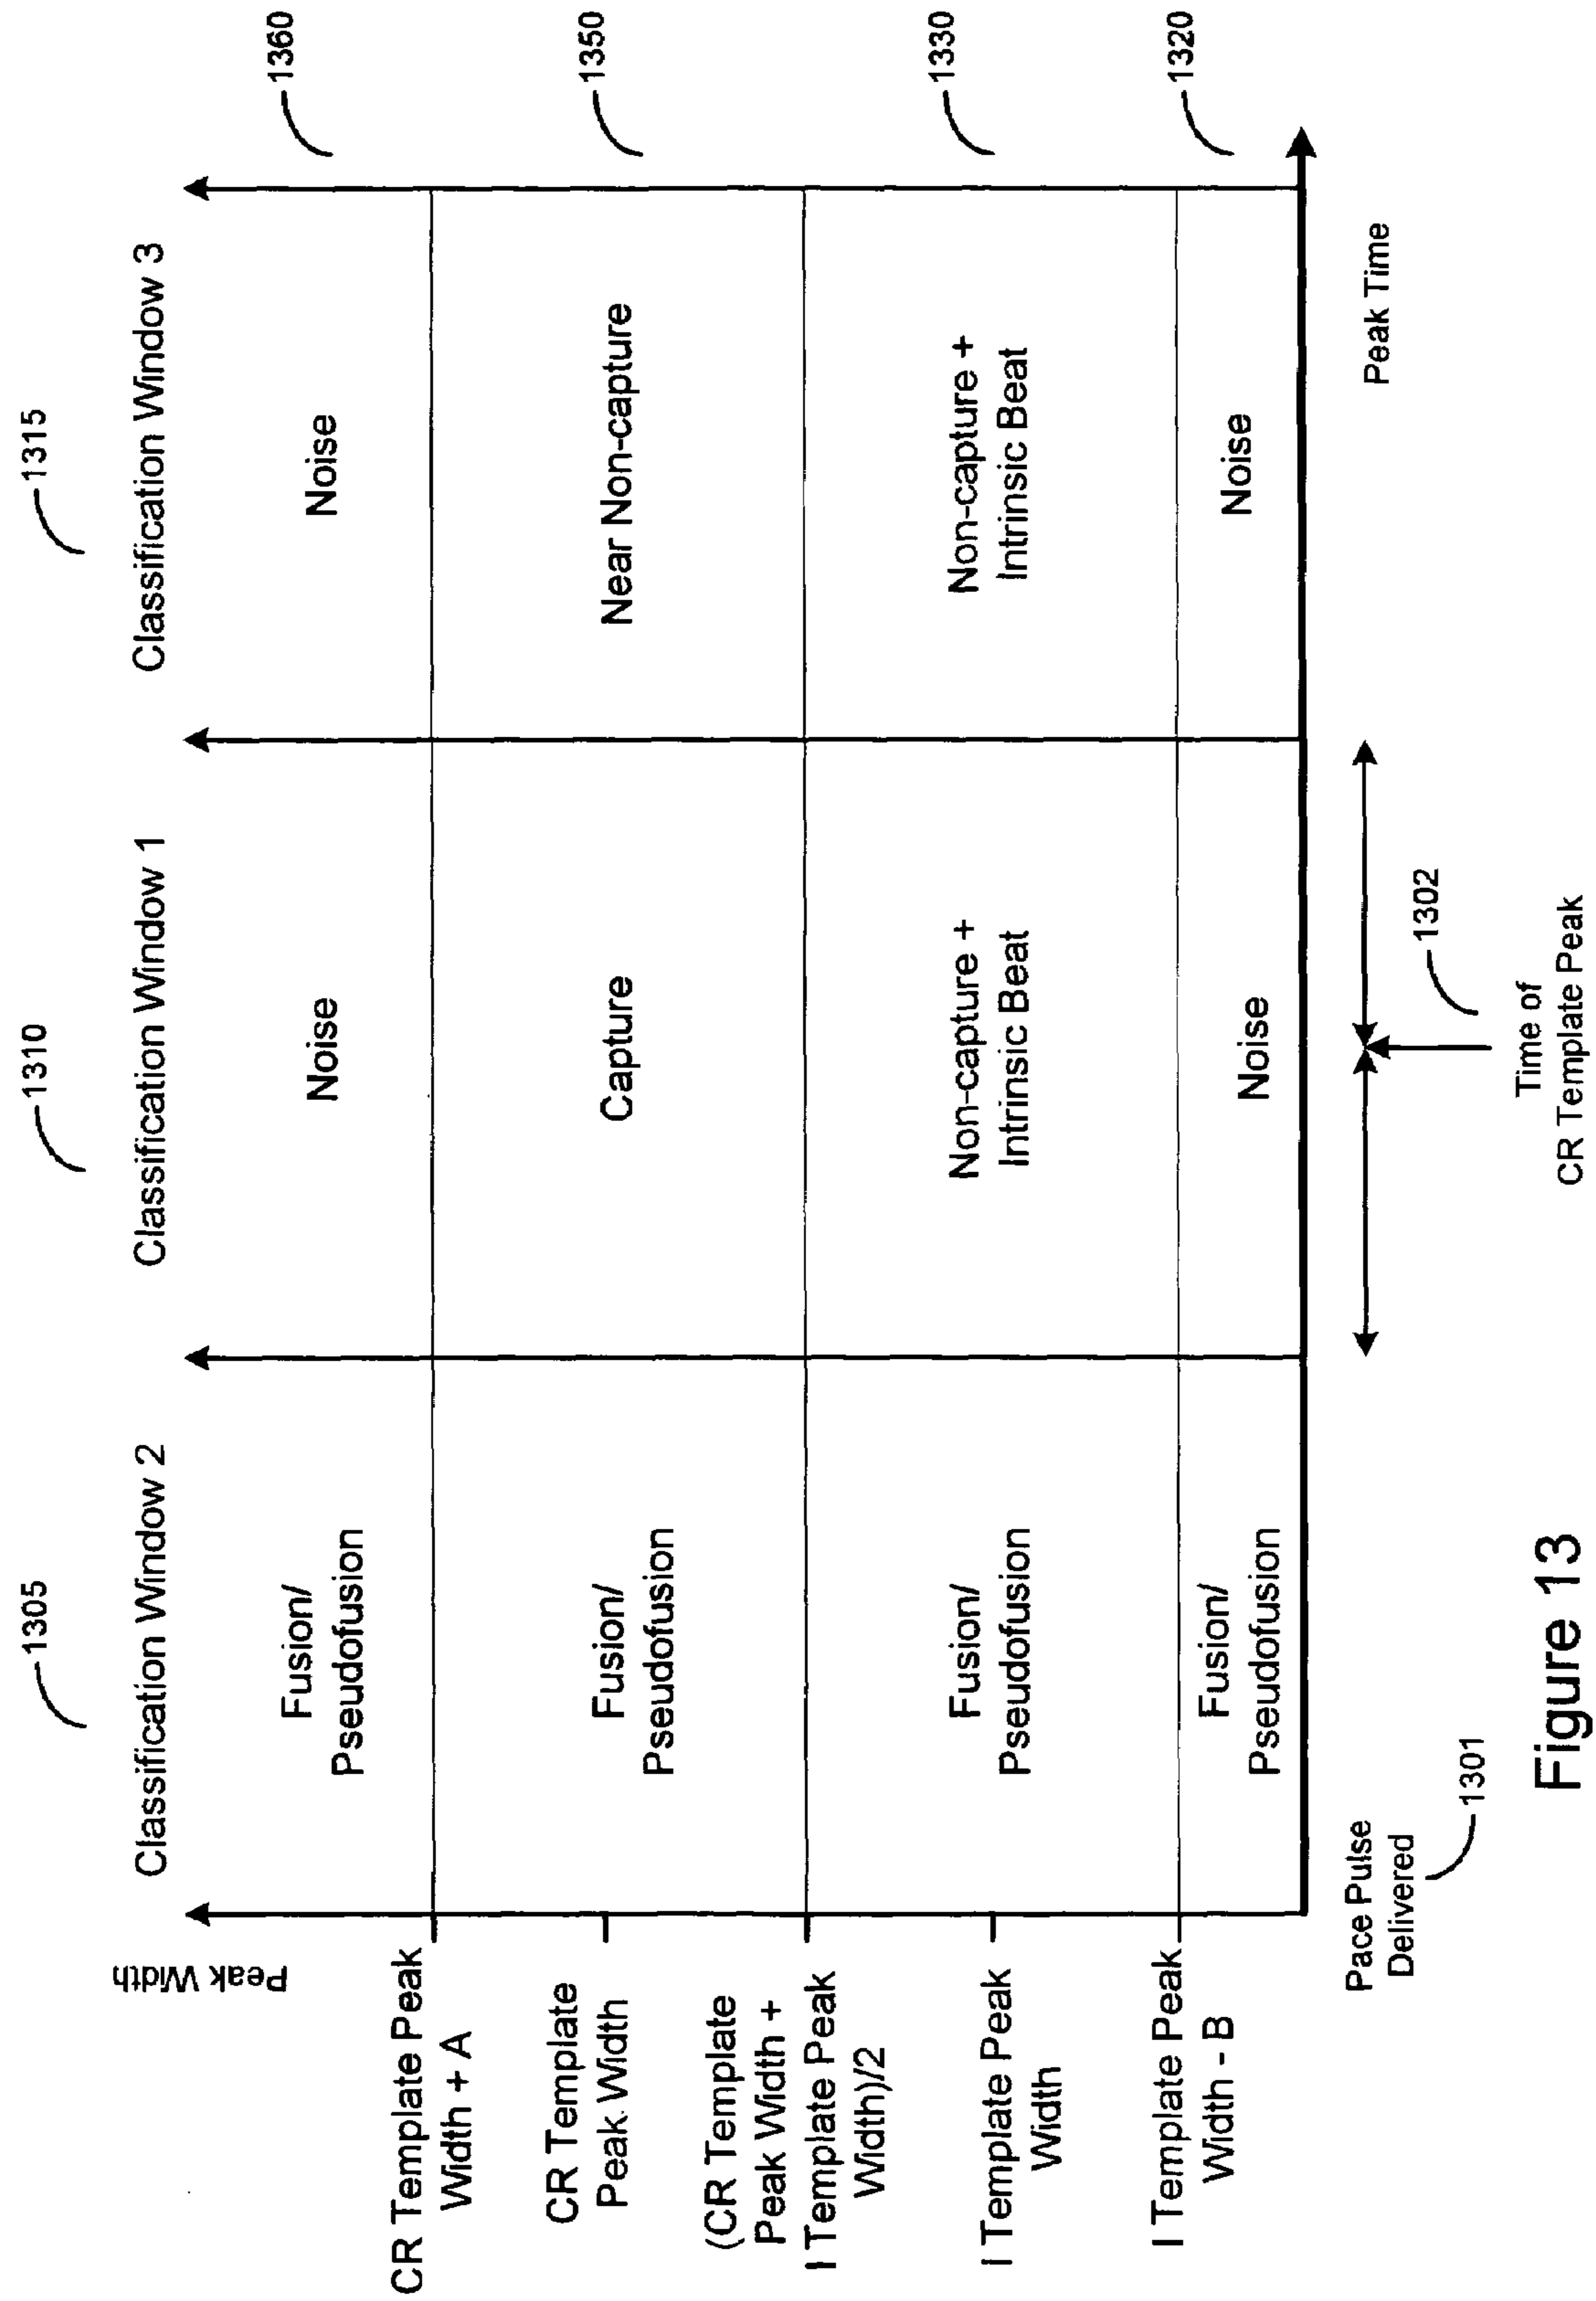 1305
1310
1315
Classification Window 2
Classification Window 1
Classification Window 3
Peak Width
CR Template Peak
Width + A
Fusion/
Pseudofusion
Noise
Noise
1360
CR Template
Peak Width
Fusion/
Pseudofusion
Capture
Near Non-capture
1350
(CR Template
Peak Width +
I Template Peak
Width)/2
I Template Peak
Width
Fusion/
Pseudofusion
Non-capture +
Intrinsic Beat
Non-capture +
Intrinsic Beat
1330
I Template Peak
Width - B
Fusion/
Pseudofusion
Noise
Noise
1320
Pace Pulse
Delivered
1301
Peak Time
1302
Time of
CR Template Peak
Figure 13